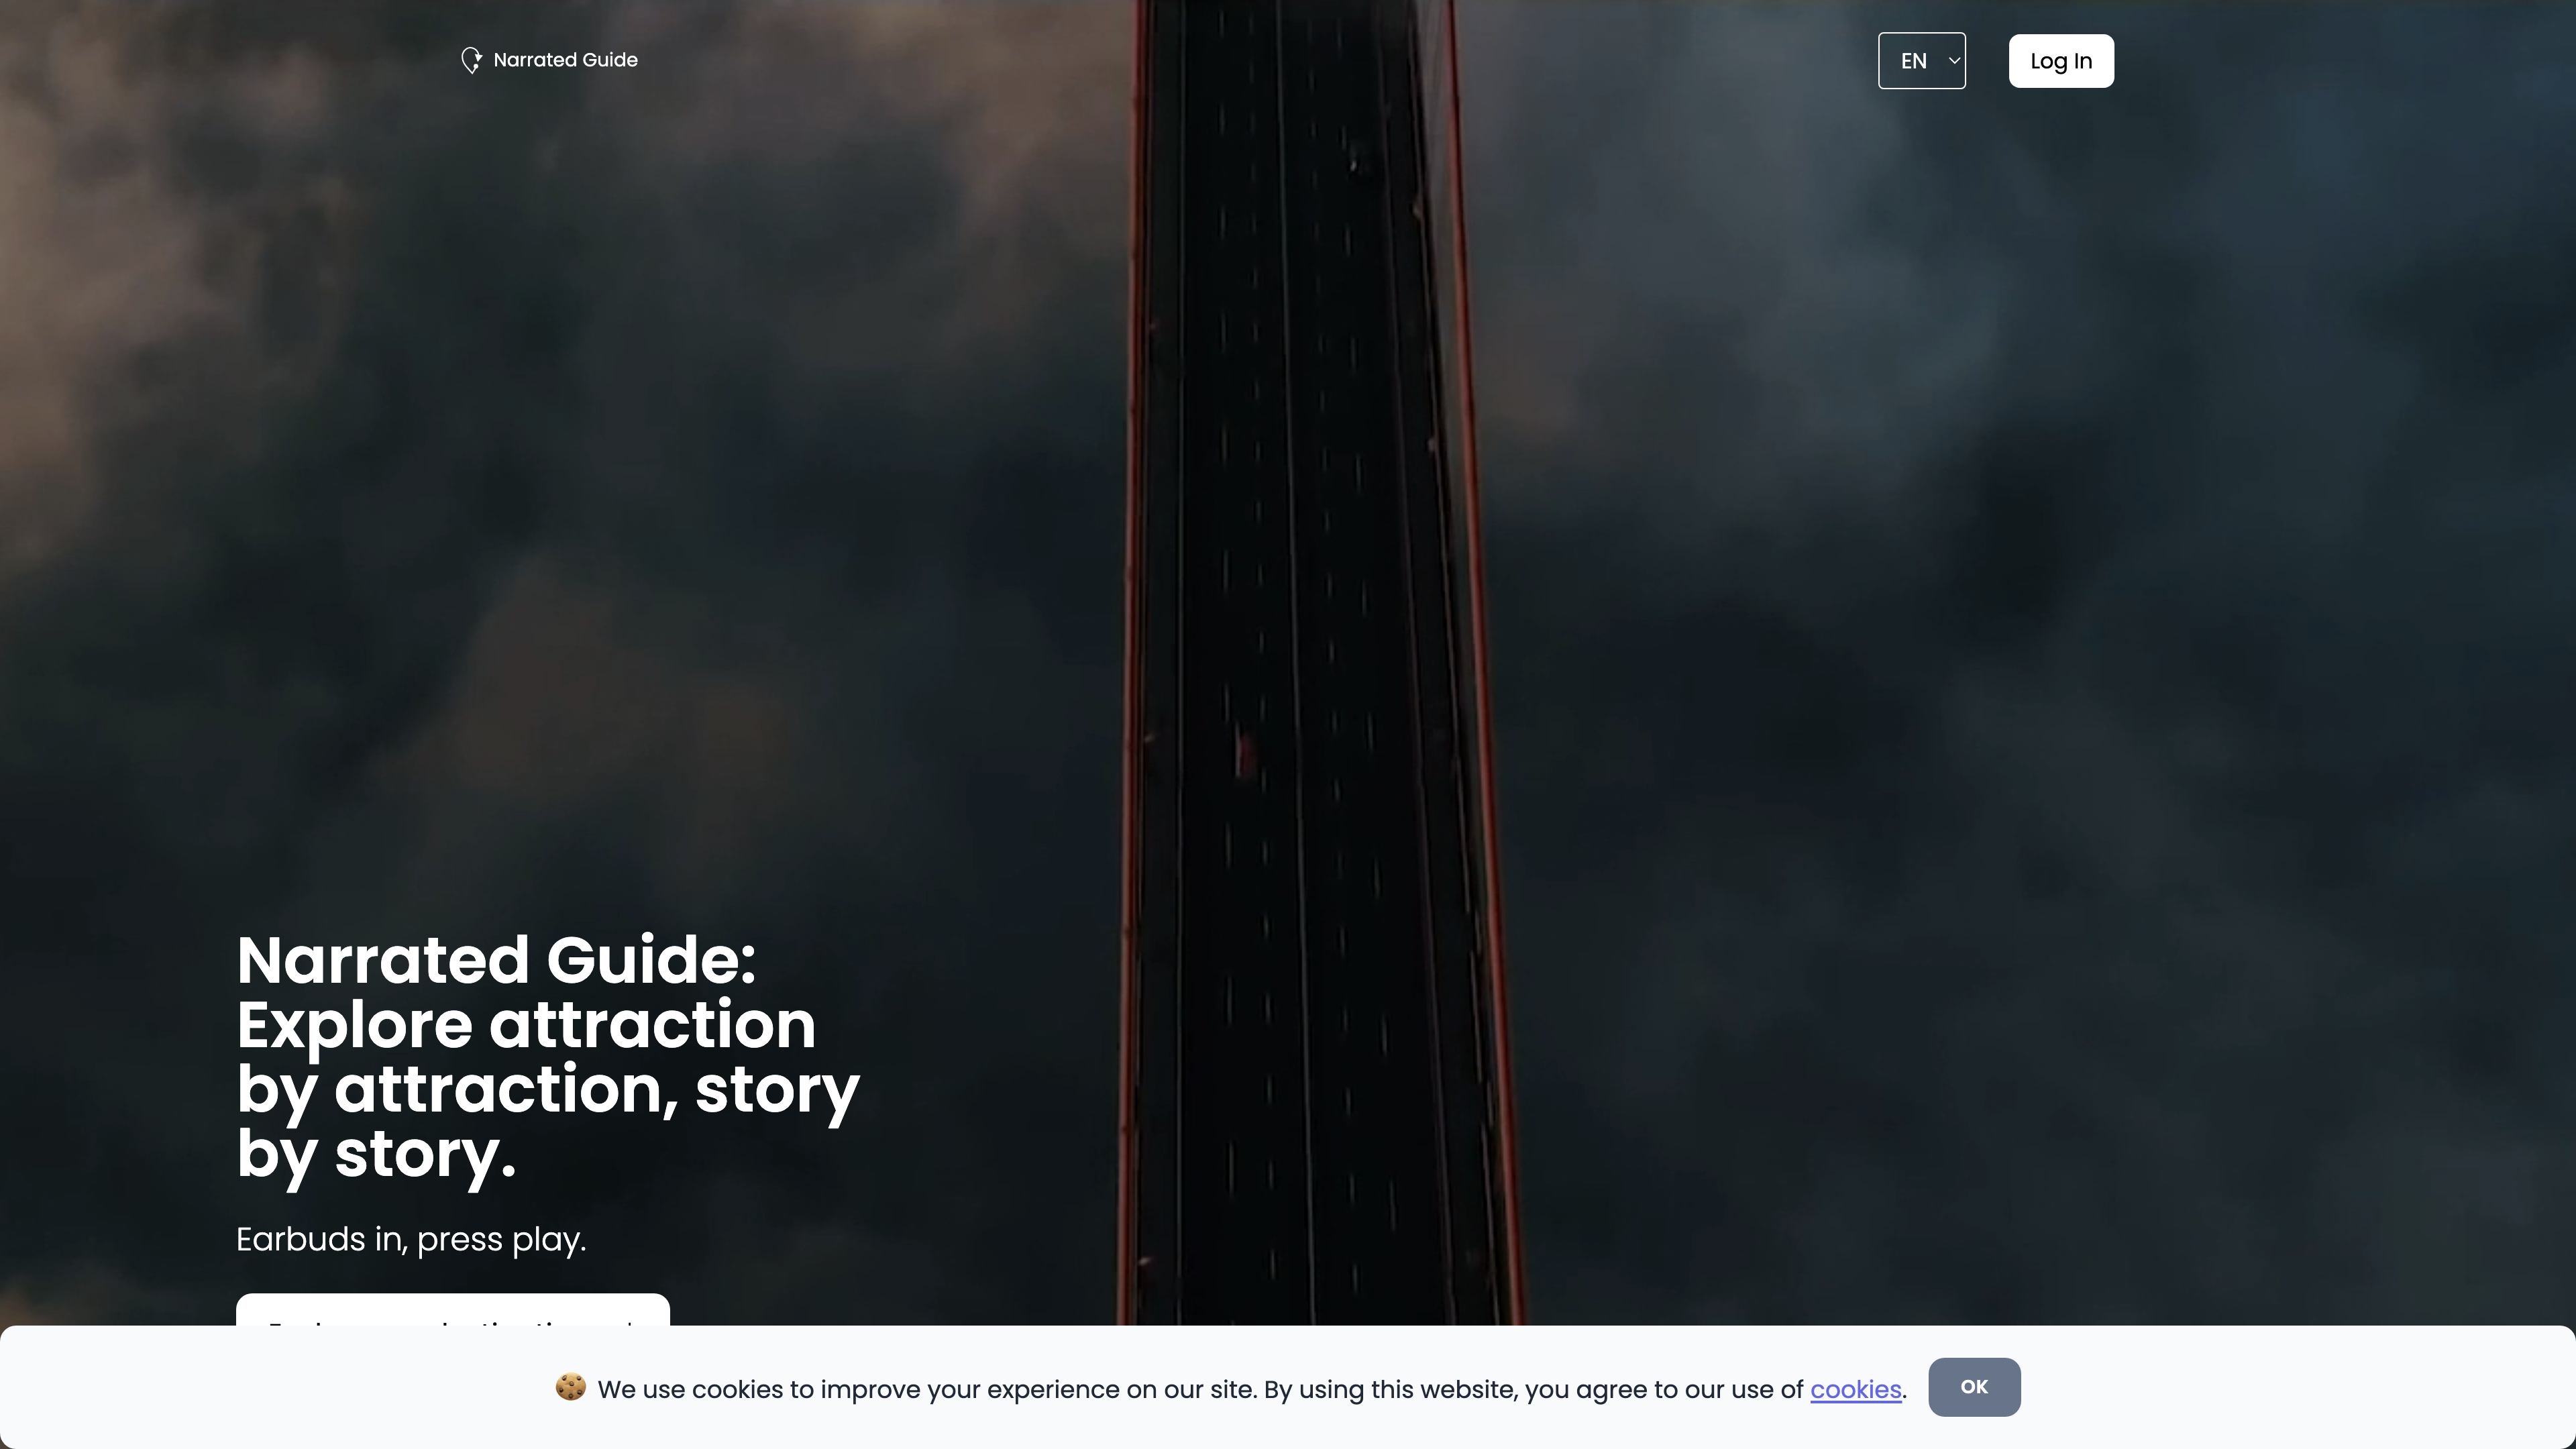 Narrated Guide
EN
Log In
Narrated Guide:
Explore attraction
by attraction, story
by story.
Earbuds in, press play.
We use cookies to improve your experience on our site. By using this website, you agree to our use of cookies.
OK